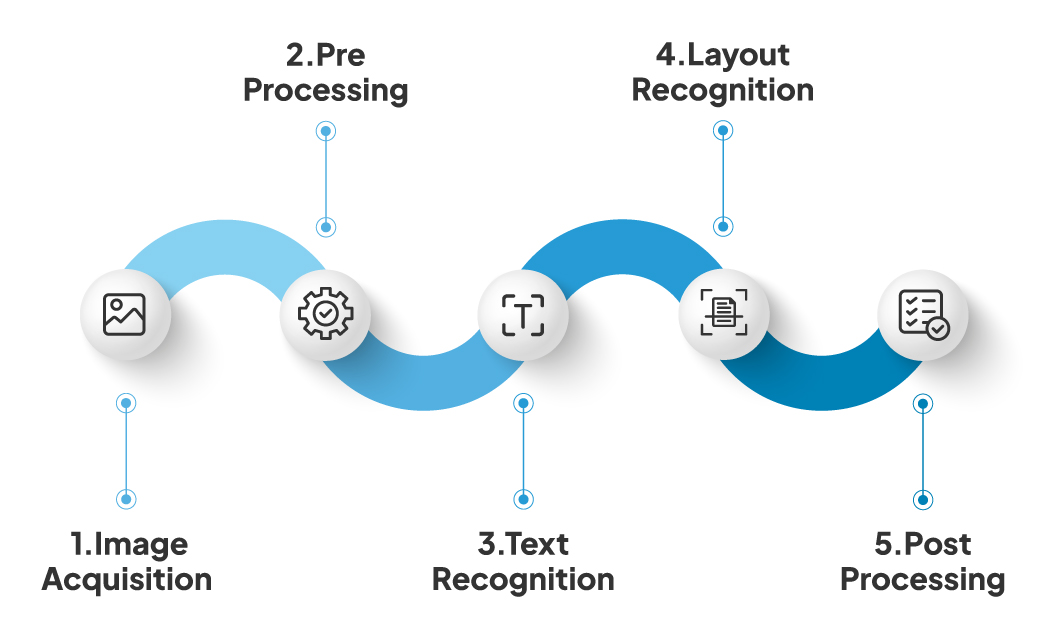 1.Image
Acquisition
2.Pre
Processing
3.Text
Recognition
4.Layout
Recognition
5.Post
Processing